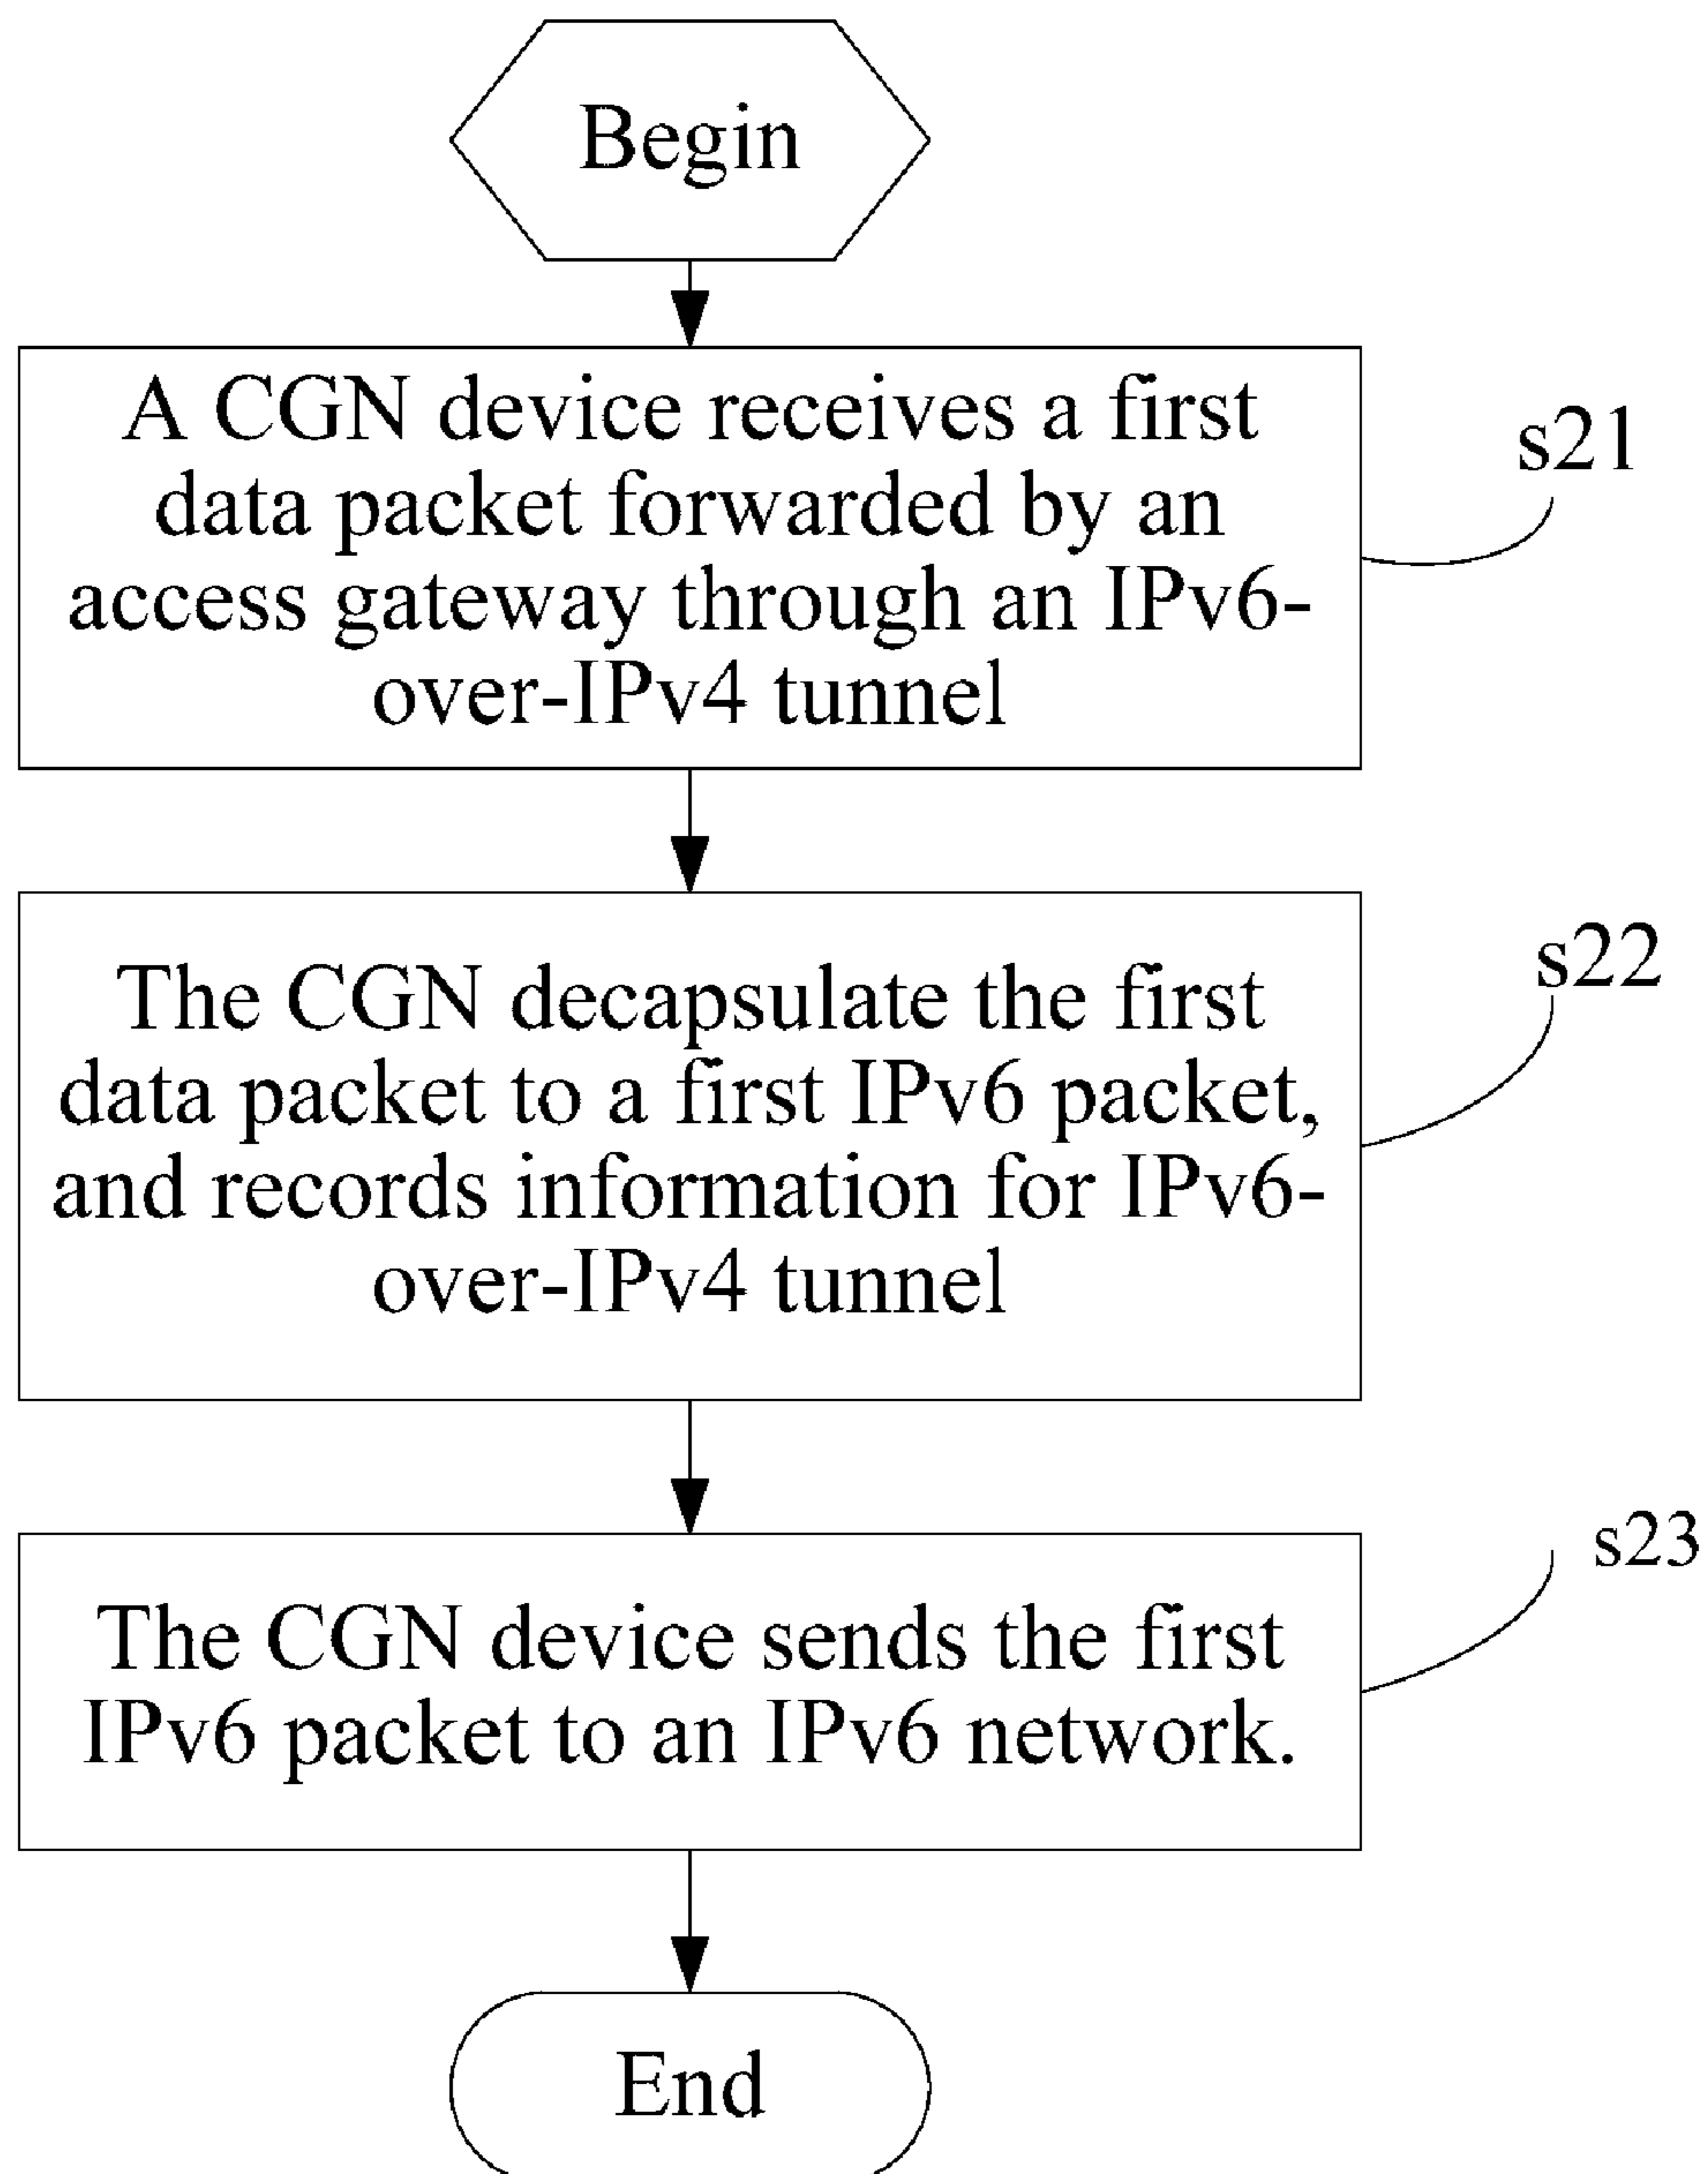 Begin
A CGN device receives a first
data packet forwarded by an
access gateway through an IPv6-
over-IPv4 tunnel
s21
The CGN decapsulate the first
data packet to a first IPv6 packet,
and records information for IPv6-
over-IPv4 tunnel
s22
The CGN device sends the first
IPv6 packet to an IPv6 network.
s23
End